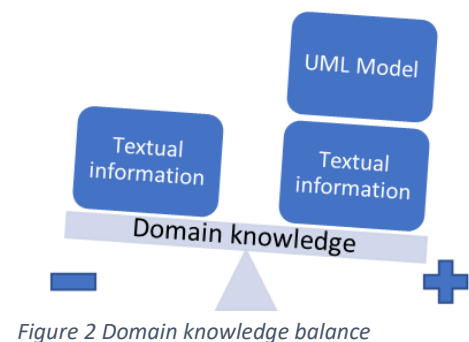 UML Model
Textual
information
Textual
information
Domain knowledge
Figure 2 Domain knowledge balance